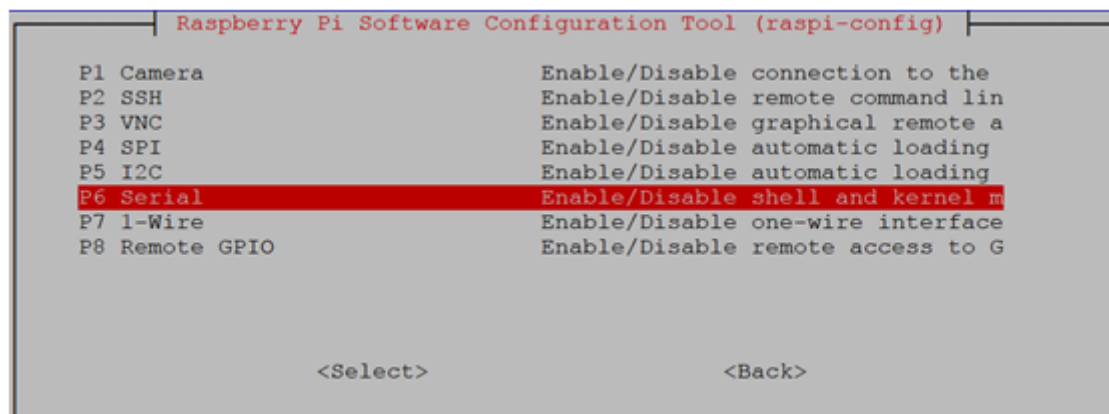 Raspberry Pi Software Configuration Tool (raspi-config)
P1 Camera Enable/Disable connection to the
P2 SSH Enable/Disable remote command lin
P3 VNC Enable/Disable graphical remote a
P4 SPI Enable/Disable automatic loading
P5 I2C Enable/Disable automatic loading
P6 Serial Enable/Disable shell and kernel m
P7 1-Wire Enable/Disable one-wire interface
P8 Remote GPIO Enable/Disable remote access to G
<Select> <Back>